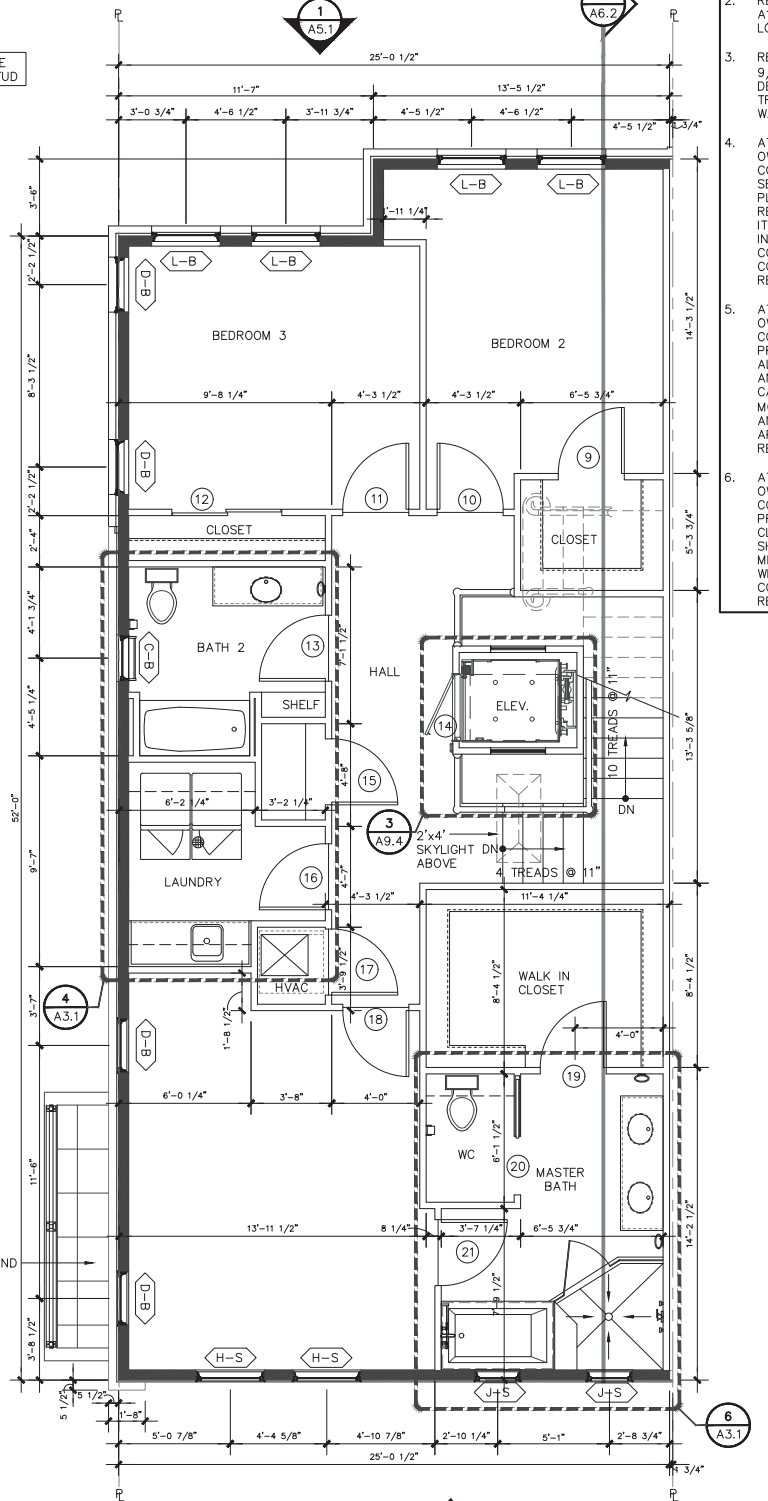 1
A5.1
A6.2
E
TUD
25'-0 1/2"
11'-7"
13'-5 1/2"
3'-0 3/4"
4'-6 1/2"
3'-11 3/4"
4'-5 1/2"
4'-6 1/2"
4'-5 1/2"
3/4"
L-B
L-B
1'-11 1/4"
L-B
L-B
D-B
3'-6"
2'-2 1/2"
8'-3 1/2"
2'-2 1/2"
2'-4"
4'-1 3/4"
4'-5 1/4"
9'-7"
3'-7"
11'-6"
3'-8 1/2"
52'-0"
BEDROOM 3
BEDROOM 2
14'-3 1/2"
9'-8 1/4"
4'-3 1/2"
4'-3 1/2"
6'-5 3/4"
D-B
9
12
11
10
CLOSET
CLOSET
5'-3 3/4"
C-B
BATH 2
13
7'-1 1/2"
HALL
SHELF
ELEV.
14
10 TREADS @ 11"
13'-3 5/8"
15
4'-8"
6'-2 1/4"
3'-2 1/4"
DN
3
A9.4
2'x4'
SKYLIGHT
ABOVE
DN
4 TREADS @ 11"
LAUNDRY
16
4'-7"
4'-3 1/2"
11'-4 1/4"
WALK IN
CLOSET
8'-4 1/2"
8'-4 1/2"
17
3'-9 1/2"
HVAC
4
A3.1
1'-8 1/2"
18
4'-0"
D-B
19
6'-0 1/4"
3'-8"
4'-0"
WC
6'-1 1/2"
20
MASTER
BATH
13'-11 1/2"
8 1/4"
3'-7 1/4"
6'-5 3/4"
14'-2 1/2"
21
7'-9 1/2"
ND
D-B
H-S
H-S
J-S
J-S
5 1/2"
5 1/2"
1'-8"
6
A3.1
5'-0 7/8"
4'-4 5/8"
4'-10 7/8"
2'-10 1/4"
5'-1"
2'-8 3/4"
25'-0 1/2"
3/4"
2.
3.
4.
5.
6.